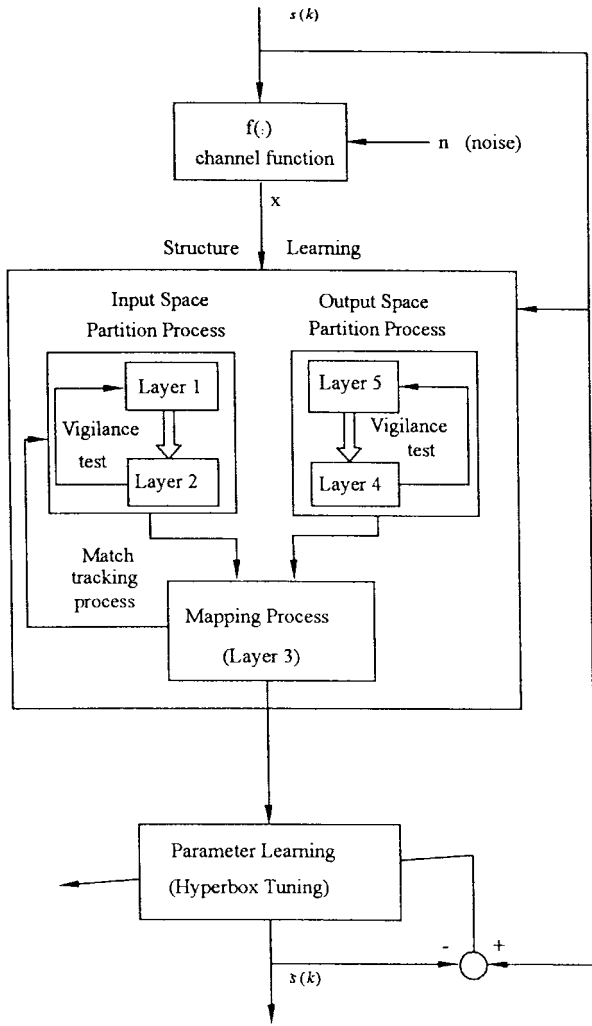 s(k)
f(:)
channel function
n (noise)
x
Structure Learning
Input Space
Partition Process
Output Space
Partition Process
Layer 1
Vigilance
test
Layer 2
Layer 5
Vigilance
test
Layer 4
Match
tracking
process
Mapping Process
(Layer 3)
Parameter Learning
(Hyperbox Tuning)
- +
s(k)